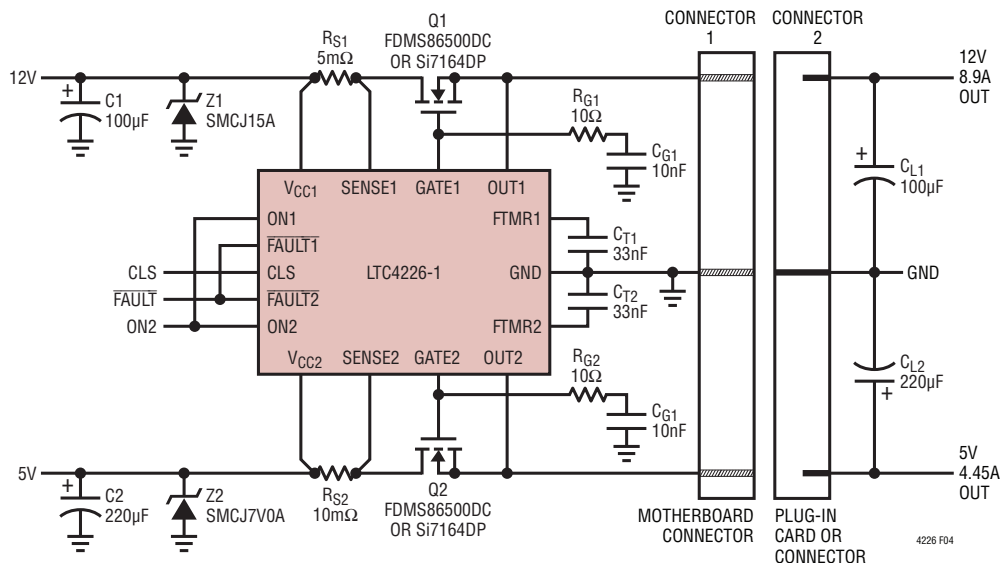 CONNECTOR
1
CONNECTOR
2
Q1
FDMS86500DC
OR Si7164DP
RS1
5mΩ
12V
12V
8.9A
OUT
+
C1
100µF
Z1
SMCJ15A
RG1
10Ω
CG1
10nF
+
CL1
100µF
VCC1
SENSE1
GATE1
OUT1
ON1
FAULT1
CLS
FAULT2
ON2
LTC4226-1
FTMR1
GND
FTMR2
CT1
33nF
CT2
33nF
CLS
FAULT
ON2
GND
VCC2
SENSE2
GATE2
OUT2
RG2
10Ω
CG1
10nF
CL2
220µF
+
5V
5V
4.45A
OUT
+
C2
220µF
Z2
SMCJ7V0A
RS2
10mΩ
Q2
FDMS86500DC
OR Si7164DP
MOTHERBOARD
CONNECTOR
PLUG-IN
CARD OR
CONNECTOR
4226 F04